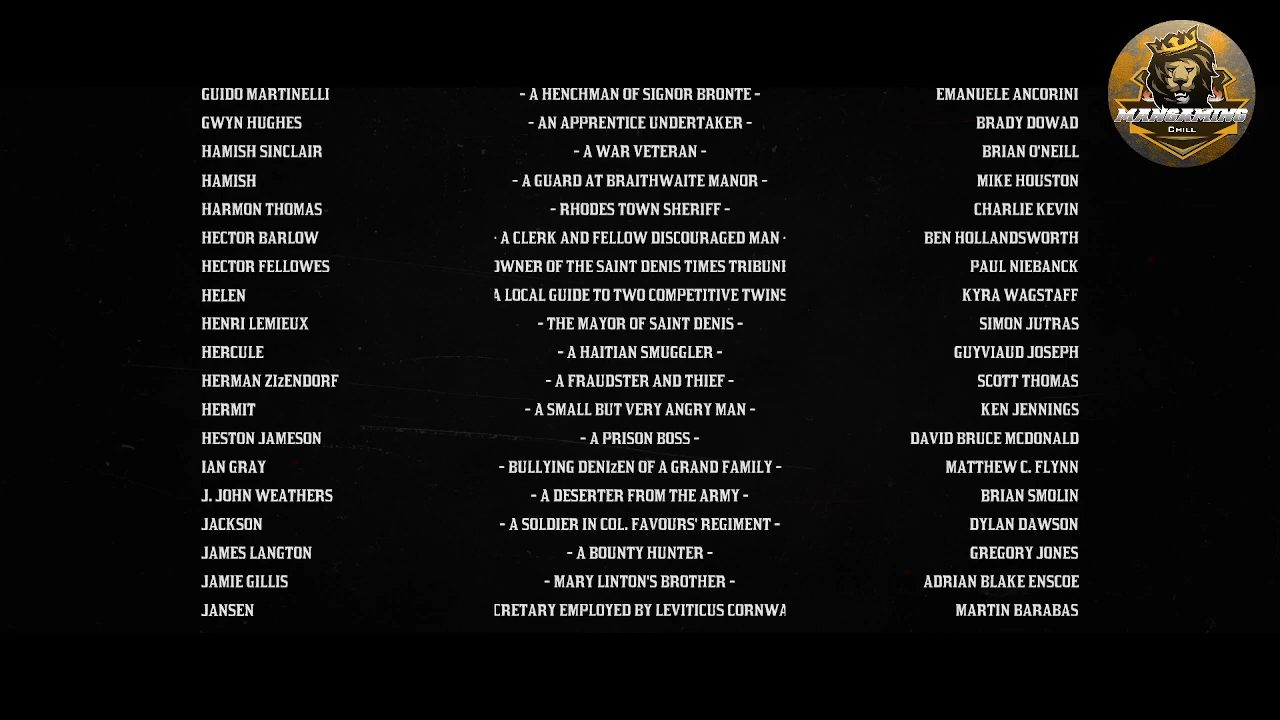 GUIDO MARTINELLI - A HENCHMAN OF SIGNOR BRONTE - EMANUELE ANCORINI
GWYN HUGHES - AN APPRENTICE UNDERTAKER - BRADY DOWAD
HAMISH SINCLAIR - A WAR VETERAN - BRIAN O'NEILL
HAMISH - A GUARD AT BRAITHWAITE MANOR - MIKE HOUSTON
HARMON THOMAS - RHODES TOWN SHERIFF - CHARLIE KEVIN
HECTOR BARLOW - A CLERK AND FELLOW DISCOURAGED MAN - BEN HOLLANDSWORTH
HECTOR FELLOWES OWNER OF THE SAINT DENIS TIMES TRIBUNE PAUL NIEBANCK
HELEN A LOCAL GUIDE TO TWO COMPETITIVE TWINS KYRA WAGSTAFF
HENRI LEMIEUX - THE MAYOR OF SAINT DENIS - SIMON JUTRAS
HERCULE - A HAITIAN SMUGGLER - GUYVIAUD JOSEPH
HERMAN ZIzENDORF - A FRAUDSTER AND THIEF - SCOTT THOMAS
HERMIT - A SMALL BUT VERY ANGRY MAN - KEN JENNINGS
HESTON JAMESON - A PRISON BOSS - DAVID BRUCE MCDONALD
IAN GRAY - BULLYING DENIzEN OF A GRAND FAMILY - MATTHEW C. FLYNN
J. JOHN WEATHERS - A DESERTER FROM THE ARMY - BRIAN SMOLIN
JACKSON - A SOLDIER IN COL. FAVOURS' REGIMENT - DYLAN DAWSON
JAMES LANGTON - A BOUNTY HUNTER - GREGORY JONES
JAMIE GILLIS - MARY LINTON'S BROTHER - ADRIAN BLAKE ENSCOE
JANSEN CRETARY EMPLOYED BY LEVITICUS CORNWA MARTIN BARABAS
MANGAMING
CHILL